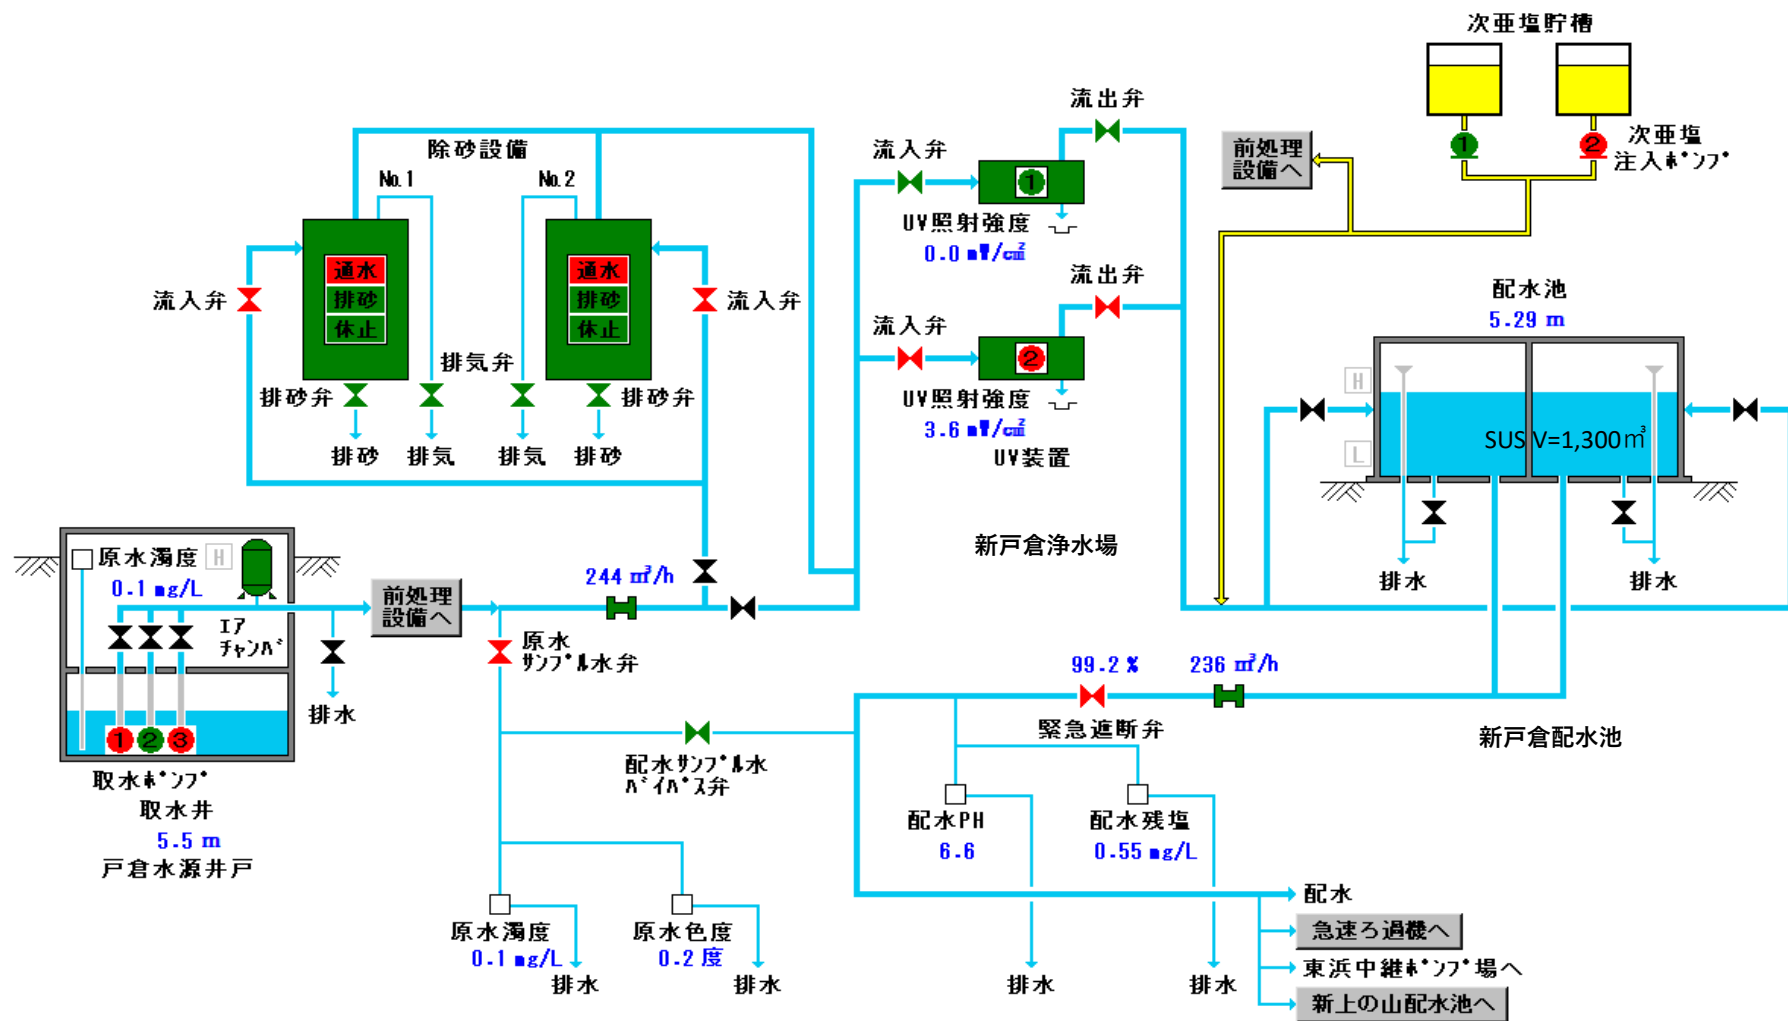 次亜塩貯槽
①
②
次亜塩
注入ﾎﾟﾝﾌﾟ
前処理
設備へ
除砂設備
No.1
No.2
通水
排砂
休止
通水
排砂
休止
流入弁
流入弁
排気弁
排砂弁
排砂弁
排砂
排気
排気
排砂
流出弁
流入弁
①
UV照射強度
0.0 mW/c㎡
流出弁
流入弁
②
UV照射強度
3.6 mW/c㎡
UV装置
配水池
5.29 m
H
L
SUS V=1,300㎥
排水
排水
新戸倉浄水場
新戸倉配水池
原水濁度
H
0.1 mg/L
ｴｱ
ﾁｬﾝﾊﾞ
①
②
③
取水ﾎﾟﾝﾌﾟ
取水井
5.5 m
戸倉水源井戸
排水
前処理
設備へ
244 ㎥/h
原水
ｻﾝﾌﾟﾙ水弁
配水ｻﾝﾌﾟﾙ水
ﾊﾞｲﾊﾟｽ弁
99.2 %
236 ㎥/h
緊急遮断弁
配水PH
6.6
配水残塩
0.55 mg/L
原水濁度
0.1 mg/L
原水色度
0.2 度
排水
排水
排水
排水
配水
急速ろ過機へ
東浜中継ﾎﾟﾝﾌﾟ場へ
新上の山配水池へ